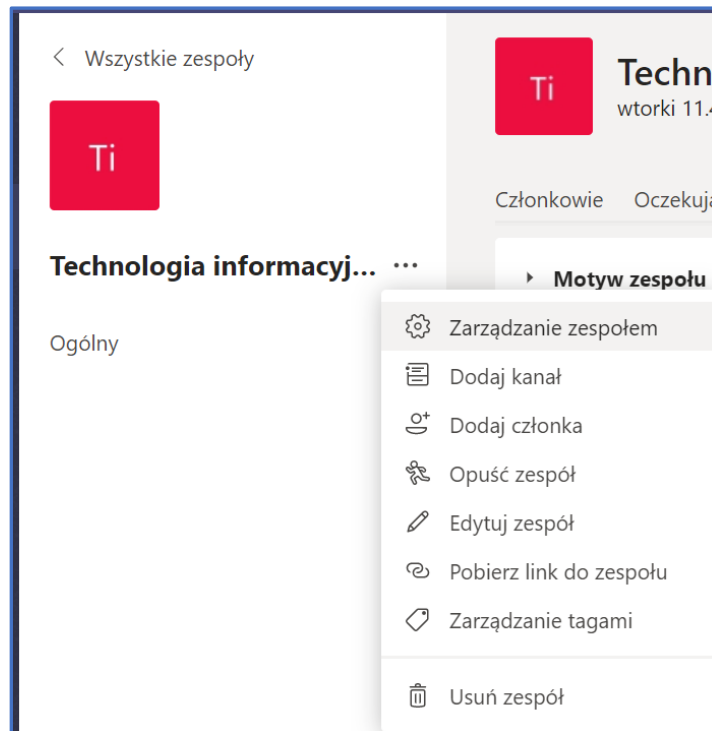 Wszystkie zespoły
Ti
Technologia informacyj... ...
Ogólny
Ti
Techn
wtorki 11.4
Członkowie Oczekują
Motyw zespołu
Zarządzanie zespołem
Dodaj kanał
Dodaj członka
Opuść zespół
Edytuj zespół
Pobierz link do zespołu
Zarządzanie tagami
Usuń zespół